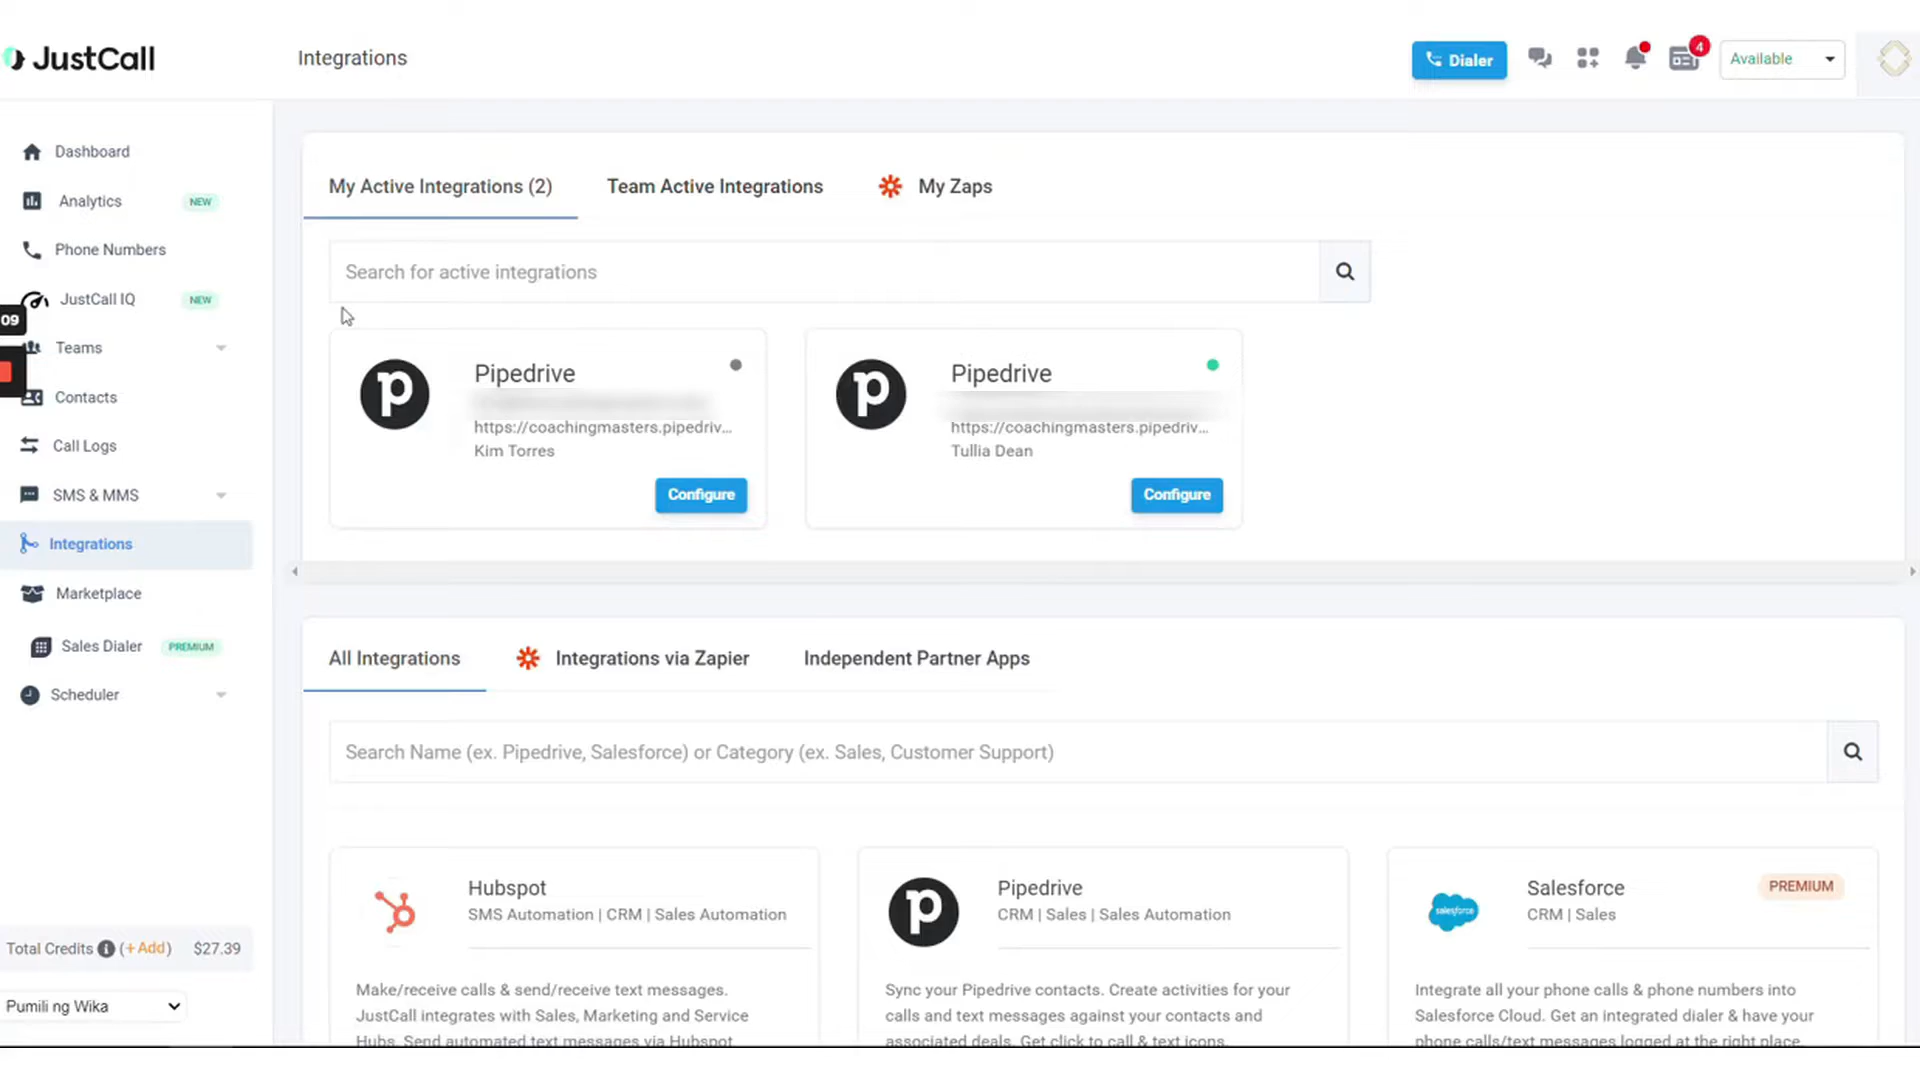 JustCall
Integrations
Dialer
4
Available
Dashboard
Analytics
NEW
Phone Numbers
JustCall IQ
NEW
09
Teams
Contacts
Call Logs
SMS & MMS
Integrations
Marketplace
Sales Dialer
PREMIUM
Scheduler
Total Credits (+Add) $27.39
Pumili ng Wika
My Active Integrations (2)
Team Active Integrations
My Zaps
Search for active integrations
Pipedrive
https://coachingmasters.pipedriv...
Kim Torres
Configure
Pipedrive
https://coachingmasters.pipedriv...
Tullia Dean
Configure
All Integrations
Integrations via Zapier
Independent Partner Apps
Search Name (ex. Pipedrive, Salesforce) or Category (ex. Sales, Customer Support)
Hubspot
SMS Automation | CRM | Sales Automation
Make/receive calls & send/receive text messages.
JustCall integrates with Sales, Marketing and Service
Hubs. Send automated text messages via Hubspot
Pipedrive
CRM | Sales | Sales Automation
Sync your Pipedrive contacts. Create activities for your
calls and text messages against your contacts and
associated deals. Get click to call & text icons.
salesforce
Salesforce
PREMIUM
CRM | Sales
Integrate all your phone calls & phone numbers into
Salesforce Cloud. Get an integrated dialer & have your
phone calls/text messages logged at the right place.